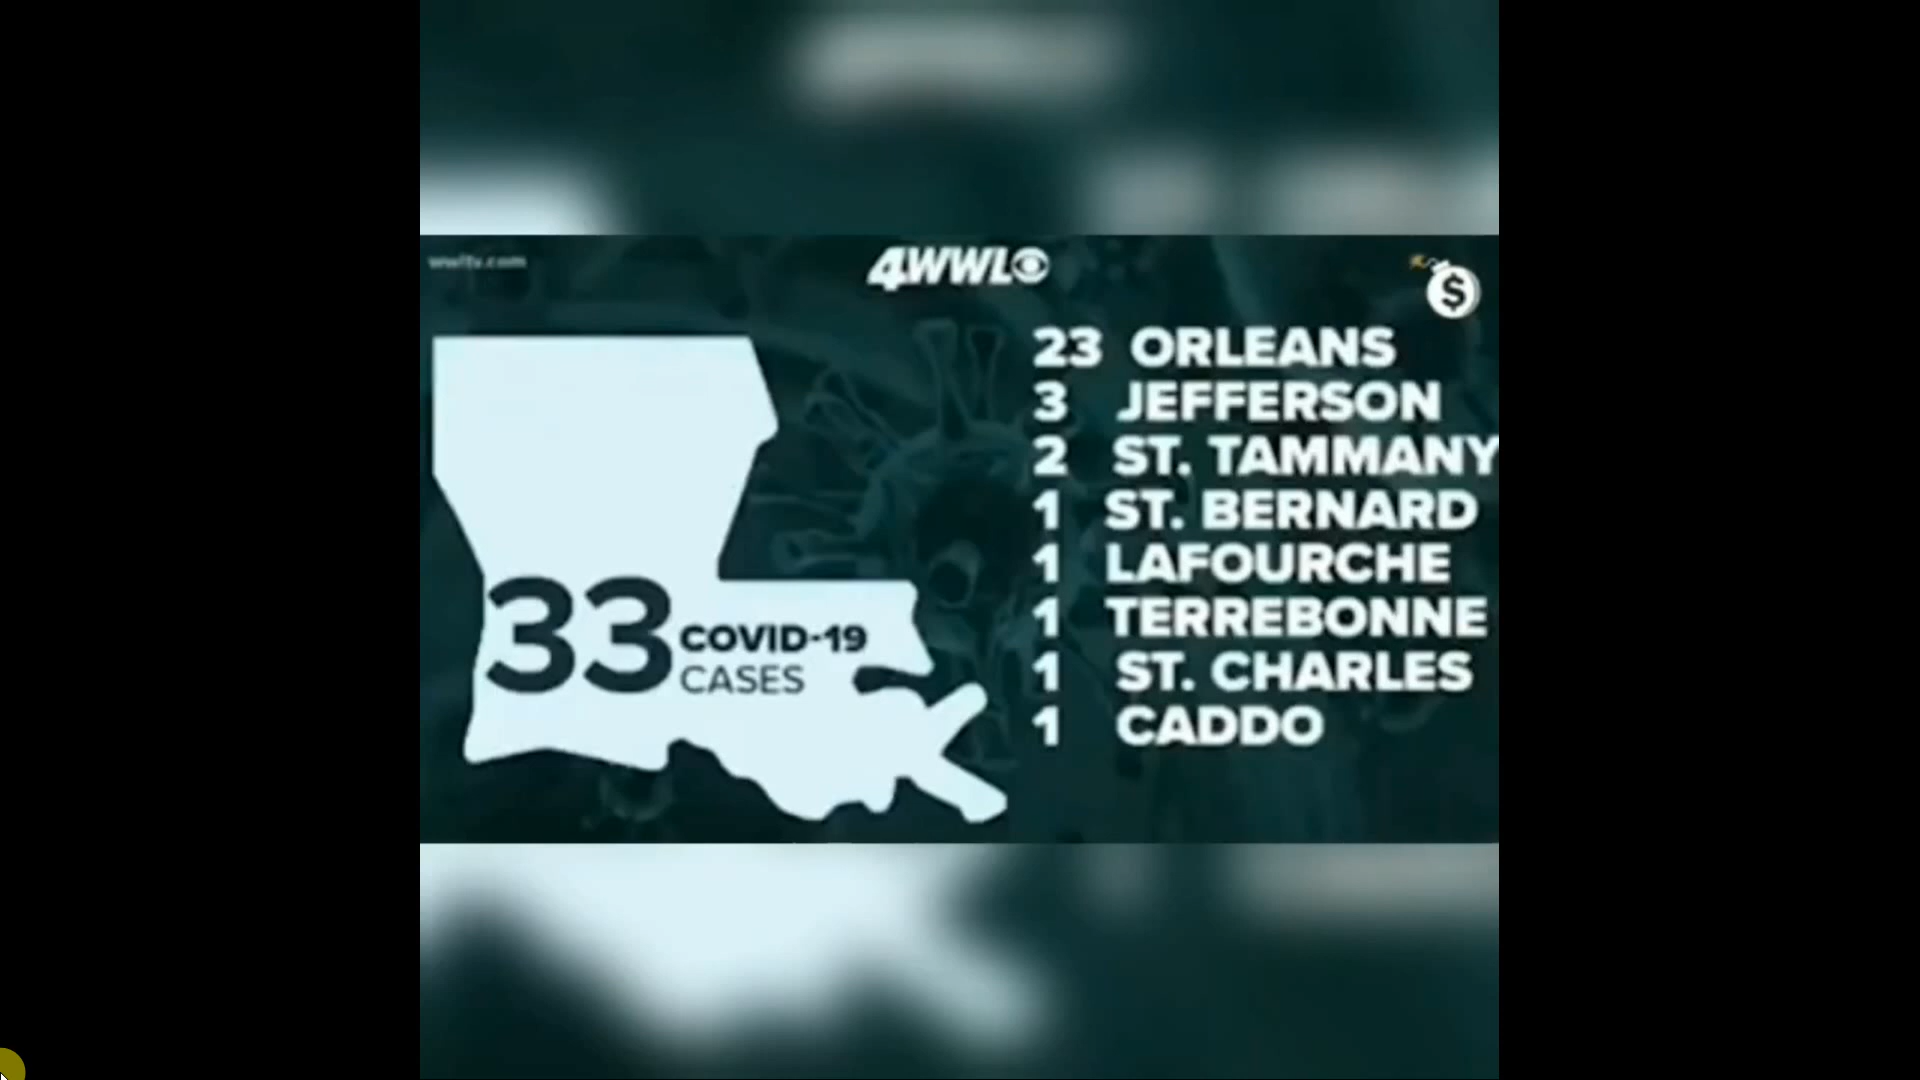 wwltv.com
4WWL
$
23 ORLEANS
3 JEFFERSON
2 ST. TAMMANY
1 ST. BERNARD
1 LAFOURCHE
1 TERREBONNE
1 ST. CHARLES
1 CADDO
33 COVID-19
CASES